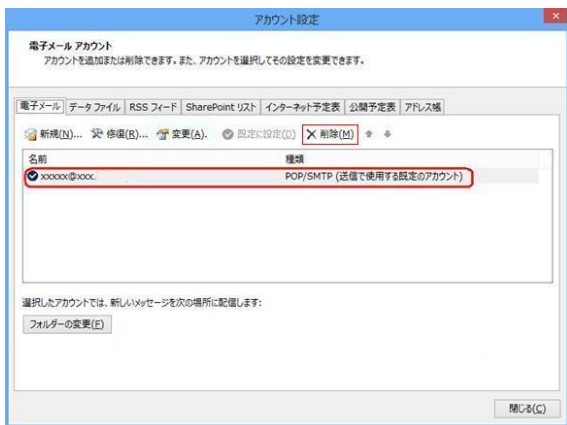 アカウント設定
電子メール アカウント
アカウントを追加または削除できます。また、アカウントを選択してその設定を変更できます。
電子メール データ ファイル RSS フィード SharePoint リスト インターネット予定表 公開予定表 アドレス帳
新規(N)... 修復(R)... 変更(A). 既定に設定(D) 削除(M)
名前 種類
xxxxx@xxx. POP/SMTP (送信で使用する既定のアカウント)
選択したアカウントでは、新しいメッセージを次の場所に配信します:
フォルダーの変更(F)
閉じる(C)